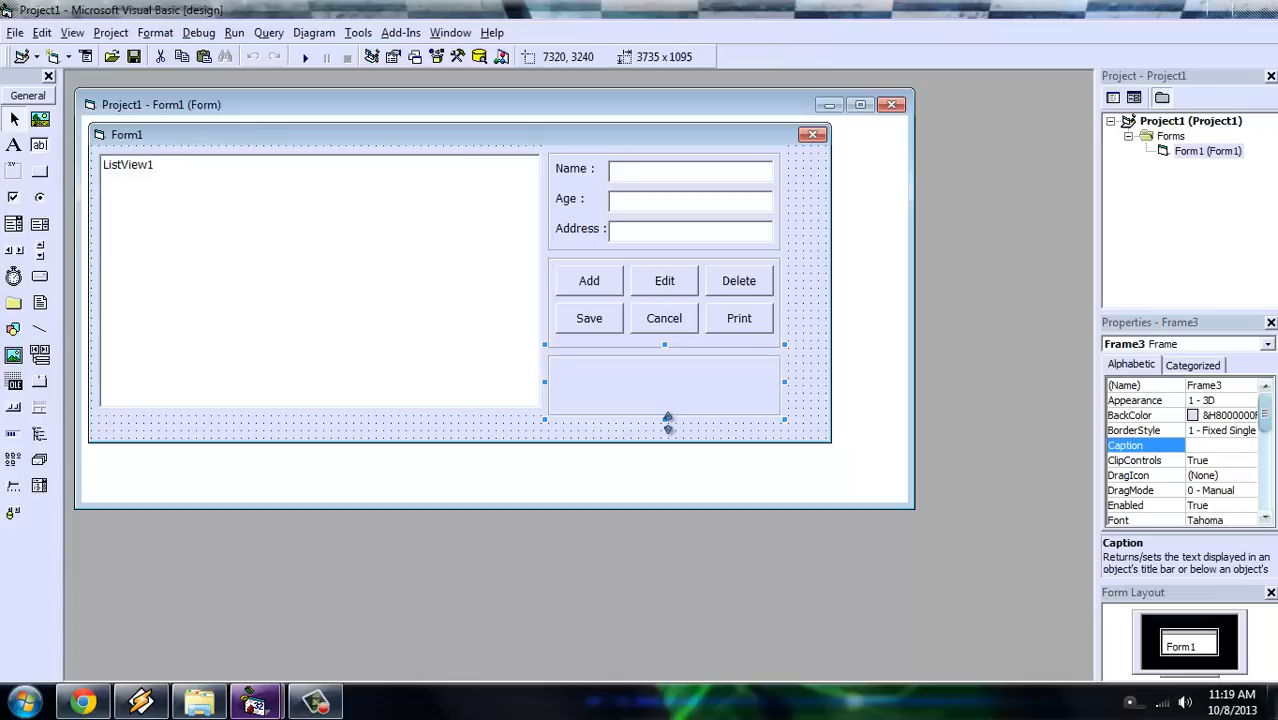 Project1 - Microsoft Visual Basic [design]
File Edit View Project Format Debug Run Query Diagram Tools Add-Ins Window Help
7320, 3240 3735 x 1095
General
Project1 - Form1 (Form)
Form1
ListView1
Name :
Age :
Address :
Add Edit Delete
Save Cancel Print
Project - Project1
Project1 (Project1)
Forms
Form1 (Form1)
Properties - Frame3
Frame3 Frame
Alphabetic Categorized
(Name) Frame3
Appearance 1 - 3D
BackColor &H8000000F
BorderStyle 1 - Fixed Single
Caption
ClipControls True
DragIcon (None)
DragMode 0 - Manual
Enabled True
Font Tahoma
Caption
Returns/sets the text displayed in an
object's title bar or below an object's
Form Layout
Form1
11:19 AM
10/8/2013